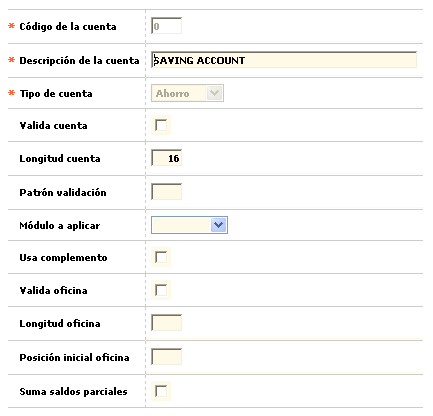 * Código de la cuenta 0
* Descripción de la cuenta SAVING ACCOUNT
* Tipo de cuenta Ahorro
Valida cuenta
Longitud cuenta 16
Patrón validación
Módulo a aplicar
Usa complemento
Valida oficina
Longitud oficina
Posición inicial oficina
Suma saldos parciales